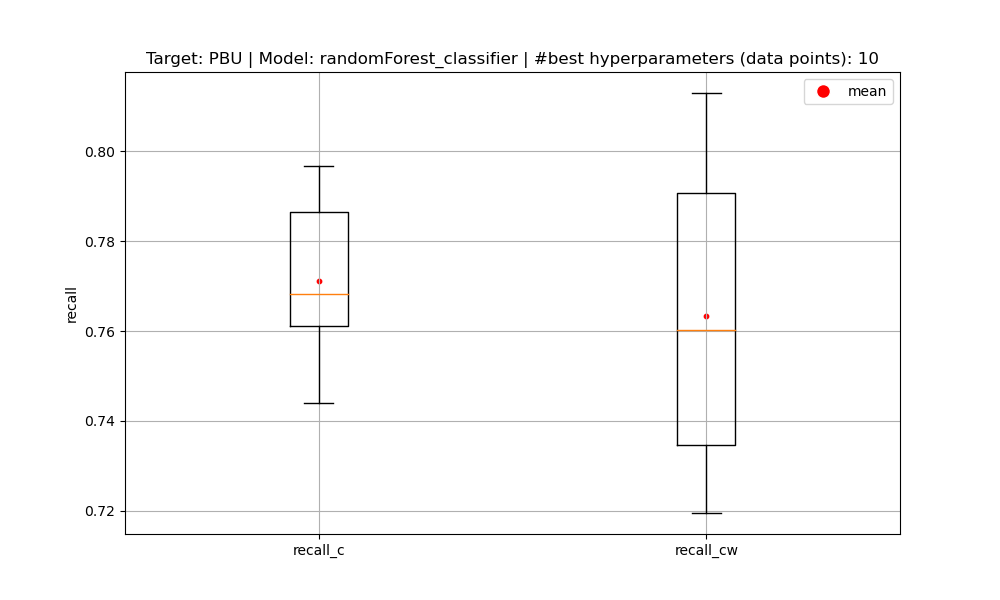 Target: PBU | Model: randomForest_classifier | #best hyperparameters (data points): 10
mean
0.80
0.78
0.76
0.74
0.72
recall
recall_c
recall_cw